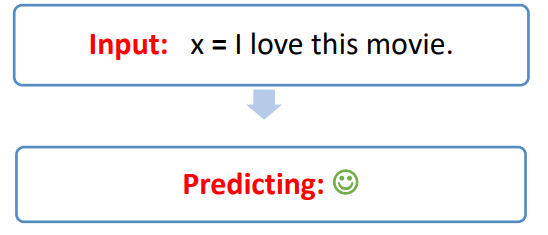 Input: x = I love this movie.
Predicting: ☺